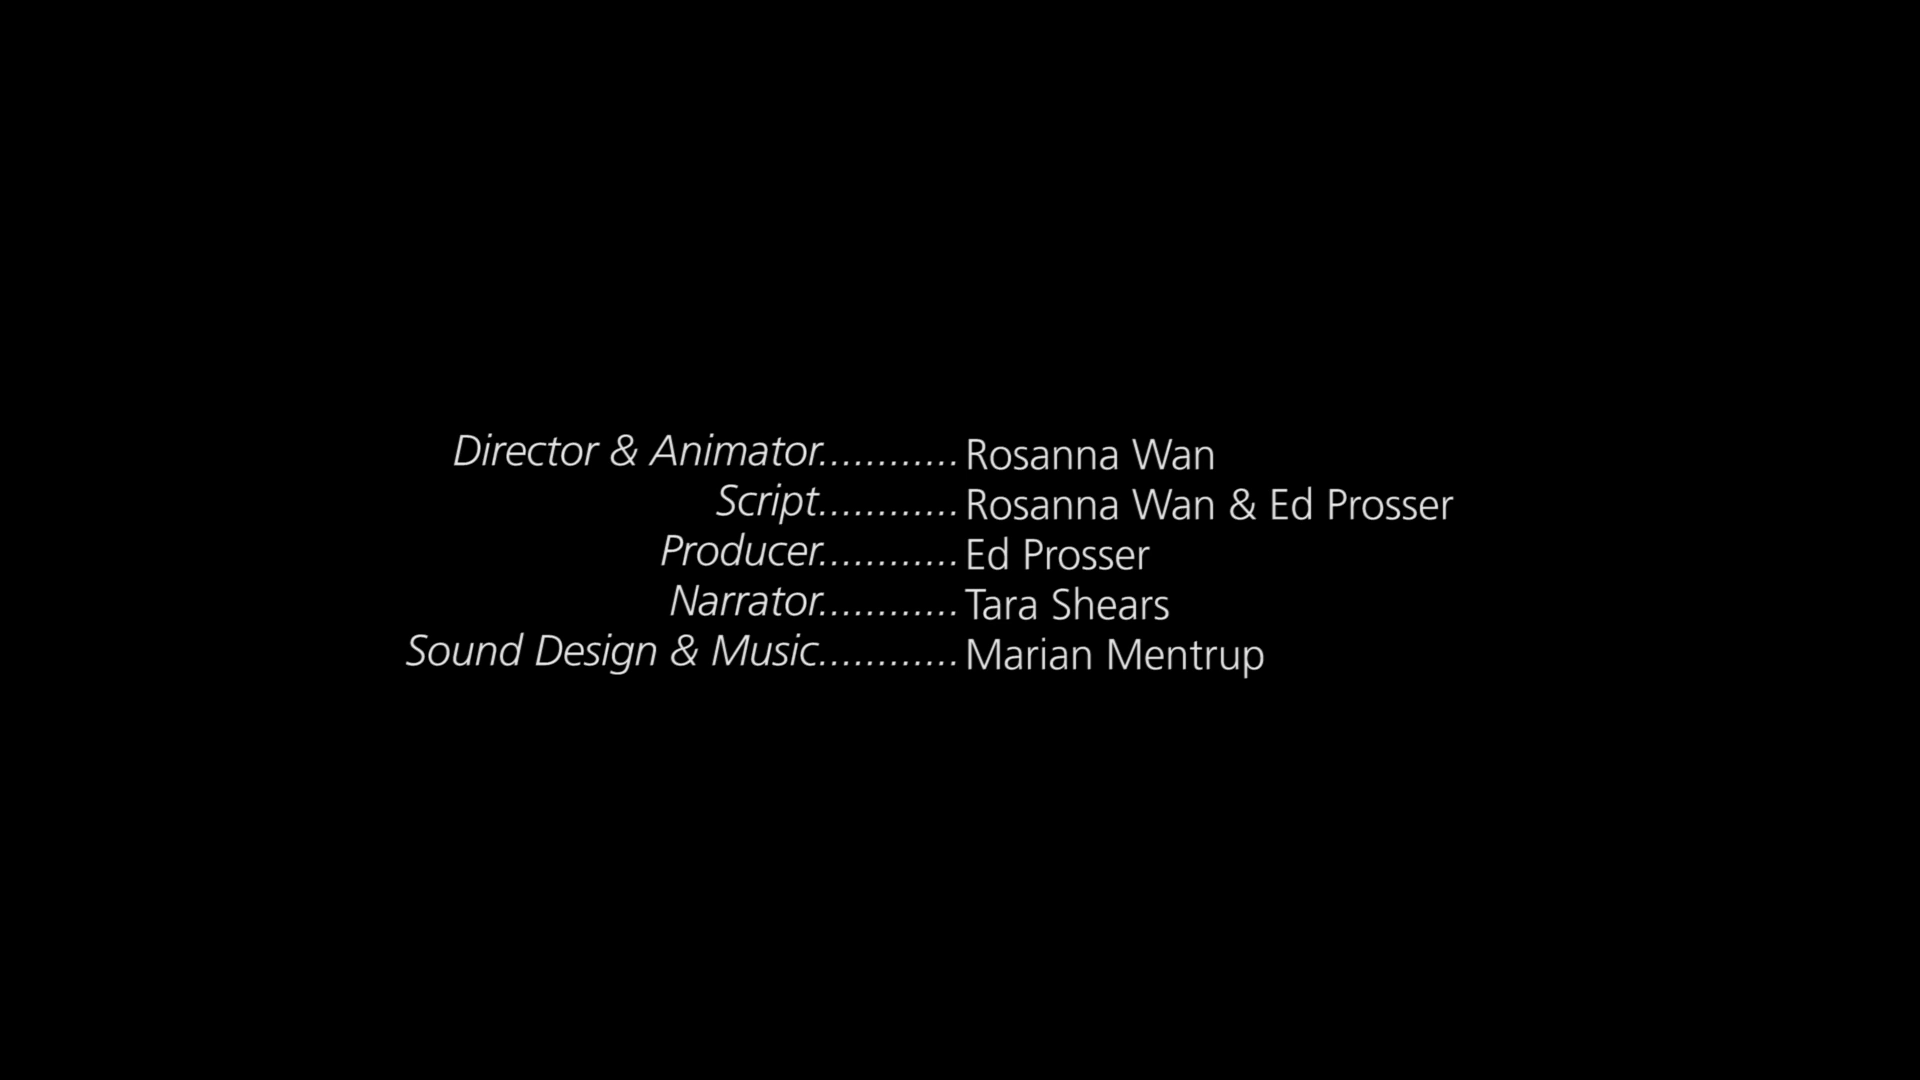 Director & Animator............ Rosanna Wan
Script............ Rosanna Wan & Ed Prosser
Producer............ Ed Prosser
Narrator............ Tara Shears
Sound Design & Music............ Marian Mentrup